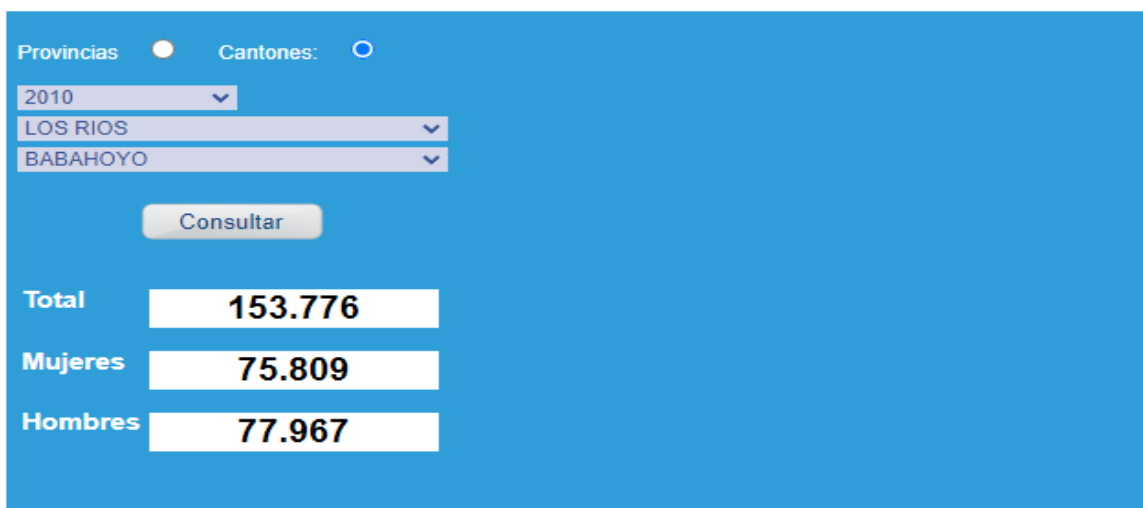 Provincias Cantones:
2010
LOS RIOS
BABAHOYO
Consultar
Total 153.776
Mujeres 75.809
Hombres 77.967